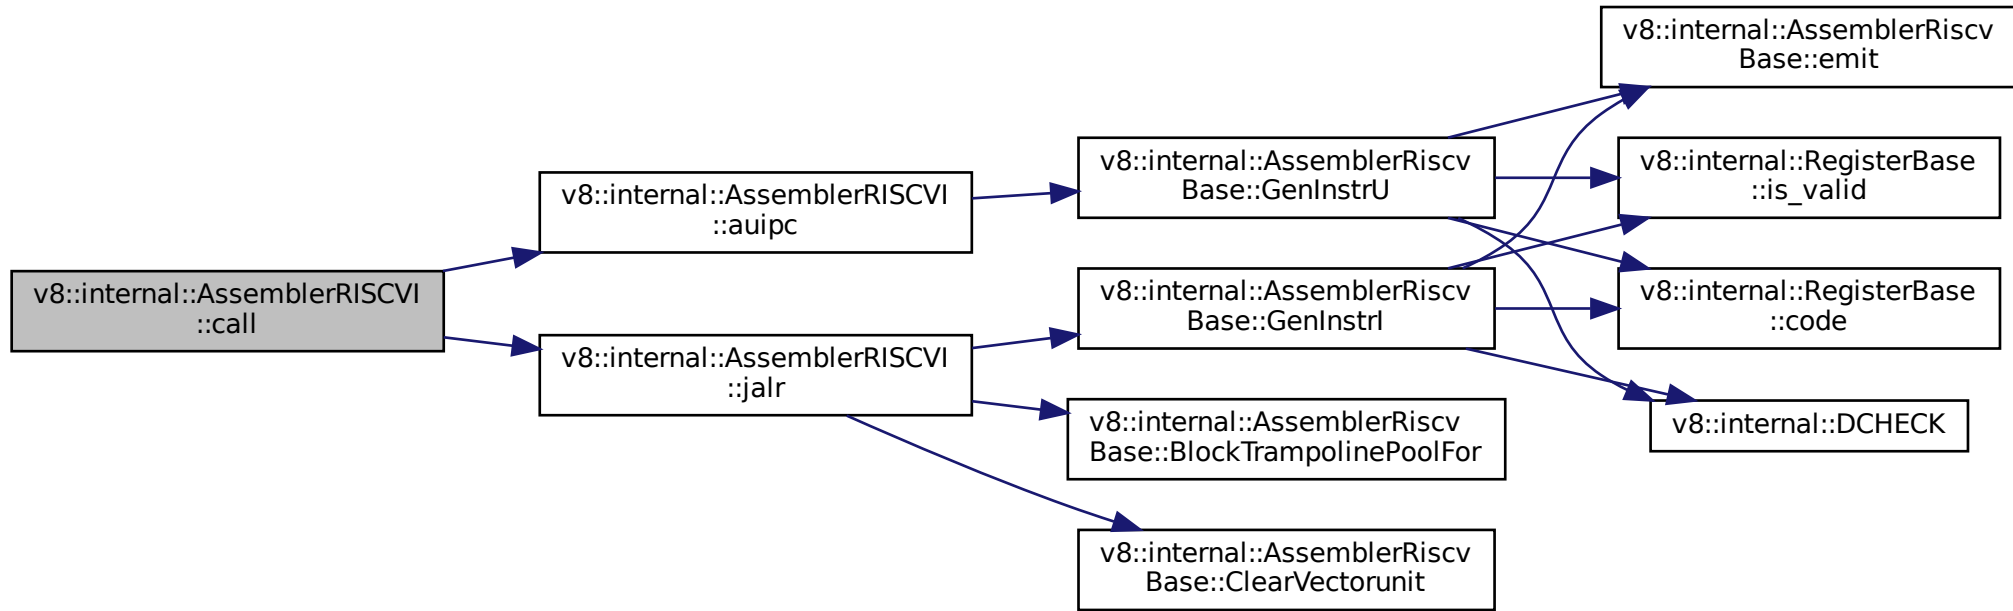 v8::internal::AssemblerRISCVI
::call
v8::internal::AssemblerRISCVI
::auipc
v8::internal::AssemblerRISCVI
::jalr
v8::internal::AssemblerRiscv
Base::GenInstrU
v8::internal::AssemblerRiscv
Base::GenInstrI
v8::internal::AssemblerRiscv
Base::BlockTrampolinePoolFor
v8::internal::AssemblerRiscv
Base::ClearVectorunit
v8::internal::AssemblerRiscv
Base::emit
v8::internal::RegisterBase
::is_valid
v8::internal::RegisterBase
::code
v8::internal::DCHECK